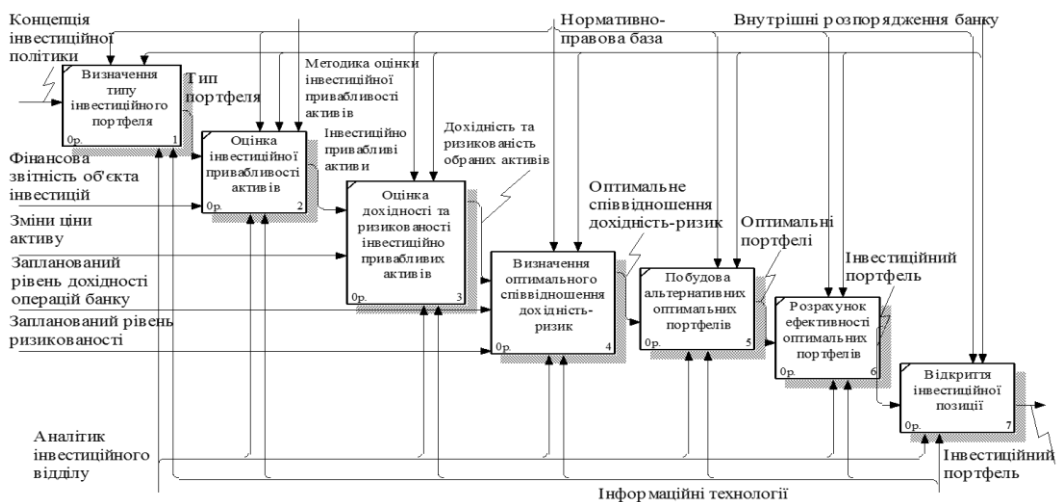 Концепція
інвестиційної
політики
Нормативно-
правова база
Внутрішні розпорядження банку
Визначення
типу
інвестиційного
портфеля
0р. 1
Тип
портфеля
Методика оцінки
інвестиційної
привабливості
активів
Оцінка
інвестиційної
привабливості
активів
0р. 2
Інвестиційно
привабливі
активи
Дохідність та
ризикованість
обраних активів
Фінансова
звітність об'єкта
інвестицій
Зміни ціни
активу
Запланований
рівень дохідності
операцій банку
Запланований рівень
ризикованості
Оцінка
дохідності та
ризикованості
інвестиційно
привабливих
активів
0р. 3
Оптимальне
співвідношення
дохідність-ризик
Визначення
оптимального
співвідношення
дохідність-
ризик
0р. 4
Оптимальні
портфелі
Побудова
альтернативних
оптимальних
портфелів
0р. 5
Інвестиційний
портфель
Розрахунок
ефективності
оптимальних
портфелів
0р. 6
Відкриття
інвестиційної
позиції
0р. 7
Аналітик
інвестиційного
відділу
Інвестиційний
портфель
Інформаційні технології